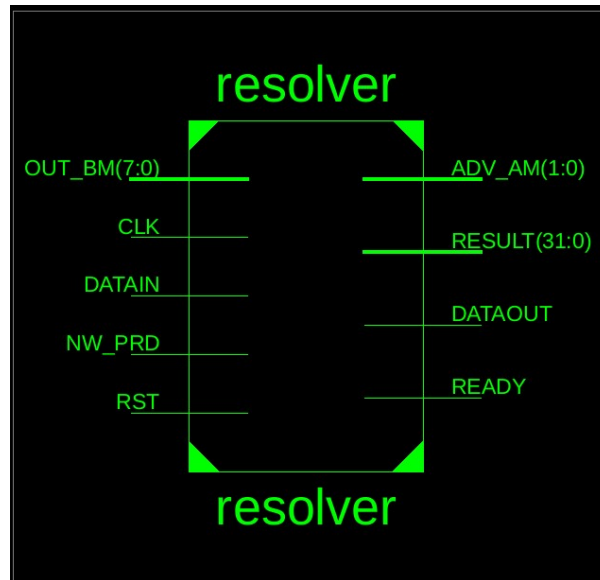 resolver
OUT_BM(7:0)
ADV_AM(1:0)
CLK
RESULT(31:0)
DATAIN
DATAOUT
NW_PRD
READY
RST
resolver